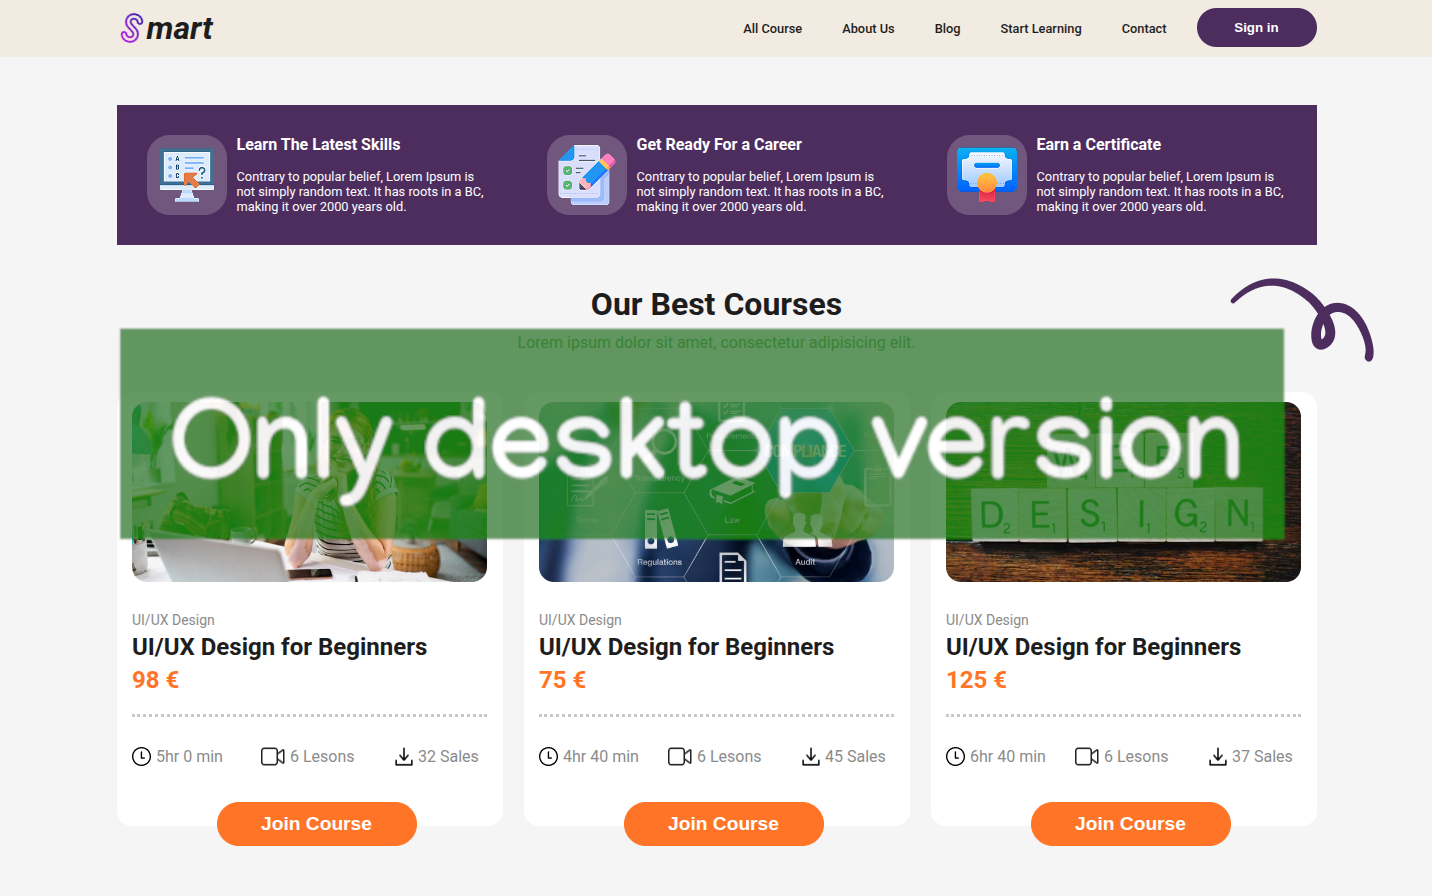 Smart
All Course About Us Blog Start Learning Contact Sign in
Learn The Latest Skills
Contrary to popular belief, Lorem Ipsum is
not simply random text. It has roots in a BC,
making it over 2000 years old.
Get Ready For a Career
Contrary to popular belief, Lorem Ipsum is
not simply random text. It has roots in a BC,
making it over 2000 years old.
Earn a Certificate
Contrary to popular belief, Lorem Ipsum is
not simply random text. It has roots in a BC,
making it over 2000 years old.
Our Best Courses
Lorem ipsum dolor sit amet, consectetur adipisicing elit.
Only desktop version
COMPLIANCE
Transparency
Law
Regulations
Audit
DESIGN
UI/UX Design
UI/UX Design for Beginners
98 €
5hr 0 min 6 Lesons 32 Sales
Join Course
UI/UX Design
UI/UX Design for Beginners
75 €
4hr 40 min 6 Lesons 45 Sales
Join Course
UI/UX Design
UI/UX Design for Beginners
125 €
6hr 40 min 6 Lesons 37 Sales
Join Course